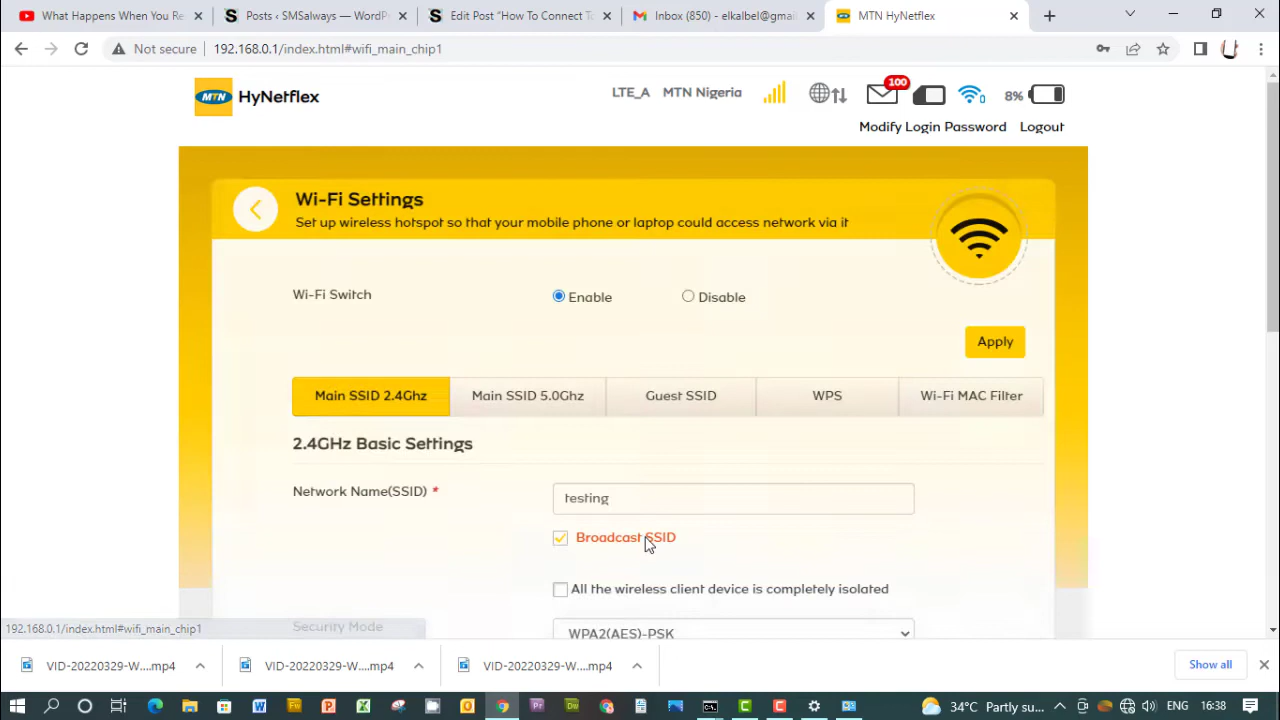 What Happens When You Re
Posts ‹ SMSalways — WordP
Edit Post "How To Connect T
Inbox (850) - elkalbel@gmai
MTN HyNetflex
Not secure
192.168.0.1/index.html#wifi_main_chip1
MTN
HyNetflex
LTE_A
MTN Nigeria
100
0
8%
Modify Login Password
Logout
Wi-Fi Settings
Set up wireless hotspot so that your mobile phone or laptop could access network via it
Wi-Fi Switch
Enable
Disable
Apply
Main SSID 2.4Ghz
Main SSID 5.0Ghz
Guest SSID
WPS
Wi-Fi MAC Filter
2.4GHz Basic Settings
Network Name(SSID) *
testing
Broadcast SSID
All the wireless client device is completely isolated
192.168.0.1/index.html#wifi_main_chip1
Security Mode
WPA2(AES)-PSK
VID-20220329-W....mp4
VID-20220329-W....mp4
VID-20220329-W....mp4
Show all
34°C Partly su...
ENG
16:38